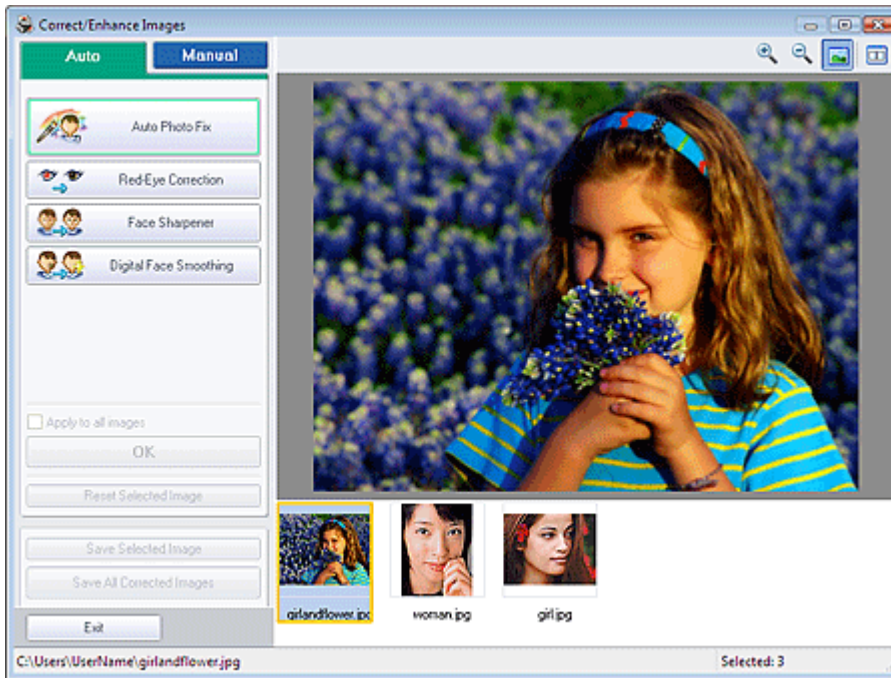 Correct/Enhance Images
Auto
Manual
Auto Photo Fix
Red-Eye Correction
Face Sharpener
Digital Face Smoothing
Apply to all images
OK
Reset Selected Image
Save Selected Image
Save All Corrected Images
Exit
girlandflower.jpg
woman.jpg
girl.jpg
C:\Users\UserName\girlandflower.jpg
Selected: 3